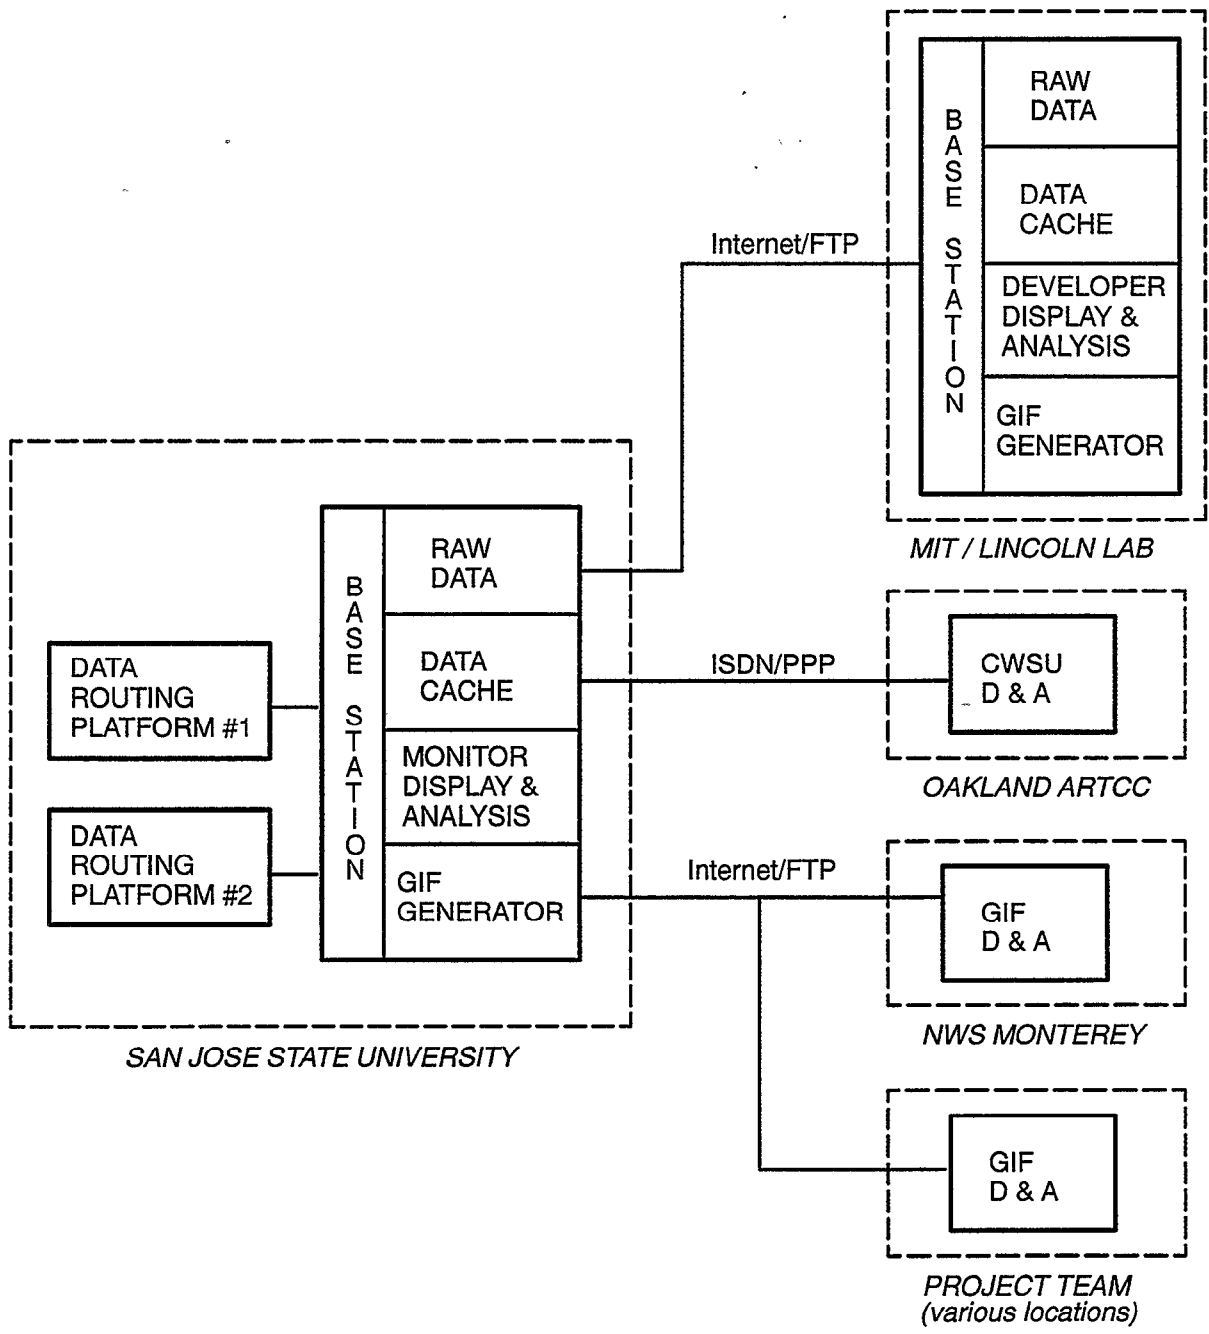 RAW
DATA
BASE STATION
DATA
CACHE
Internet/FTP
DEVELOPER
DISPLAY &
ANALYSIS
GIF
GENERATOR
MIT / LINCOLN LAB
RAW
DATA
BASE STATION
DATA
ROUTING
PLATFORM #1
DATA
CACHE
ISDN/PPP
CWSU
D & A
OAKLAND ARTCC
MONITOR
DISPLAY &
ANALYSIS
DATA
ROUTING
PLATFORM #2
GIF
GENERATOR
Internet/FTP
GIF
D & A
NWS MONTEREY
SAN JOSE STATE UNIVERSITY
GIF
D & A
PROJECT TEAM
(various locations)